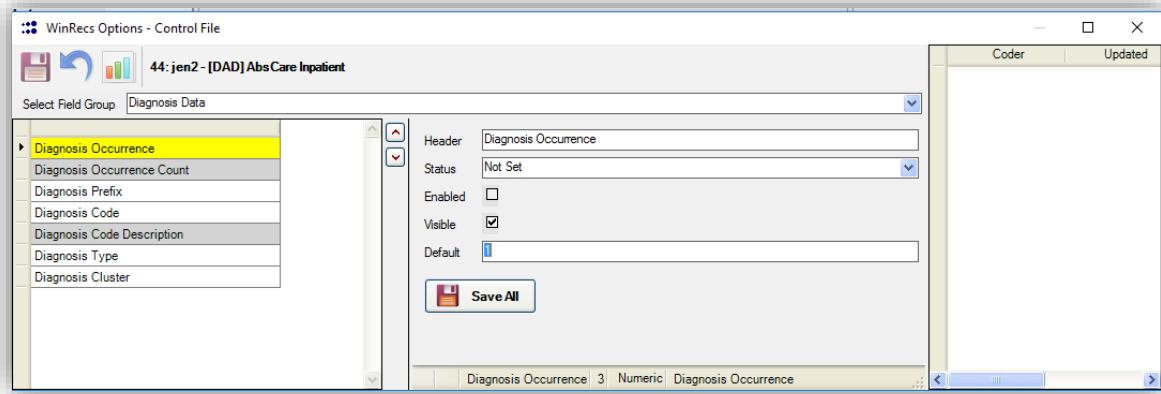 WinRecs Options - Control File
44: jen2 - [DAD] AbsCare Inpatient
Select Field Group Diagnosis Data
Diagnosis Occurrence
Diagnosis Occurrence Count
Diagnosis Prefix
Diagnosis Code
Diagnosis Code Description
Diagnosis Type
Diagnosis Cluster
Header Diagnosis Occurrence
Status Not Set
Enabled
Visible
Default 1
Save All
Diagnosis Occurrence 3 Numeric Diagnosis Occurrence
Coder Updated